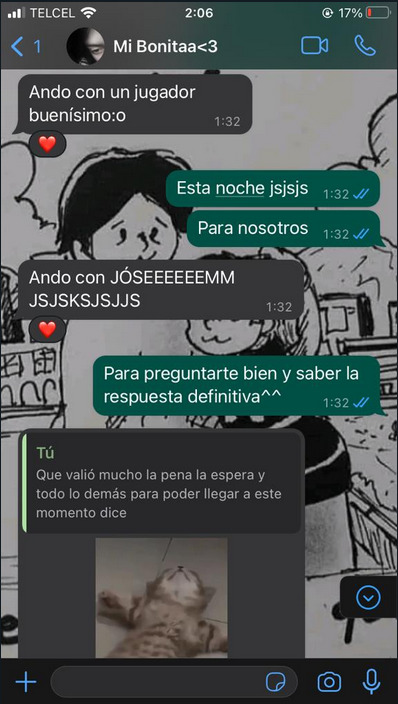 TELCEL 2:06 17%
1 Mi Bonitaa<3
Ando con un jugador
buenísimo:o 1:32
Esta noche jsjsjs 1:32
Para nosotros 1:32
Ando con JÓSEEEEEEMM
JSJSKSJSJJS 1:32
Para preguntarte bien y saber la
respuesta definitiva^^ 1:32
Tú
Que valió mucho la pena la espera y
todo lo demás para poder llegar a este
momento dice